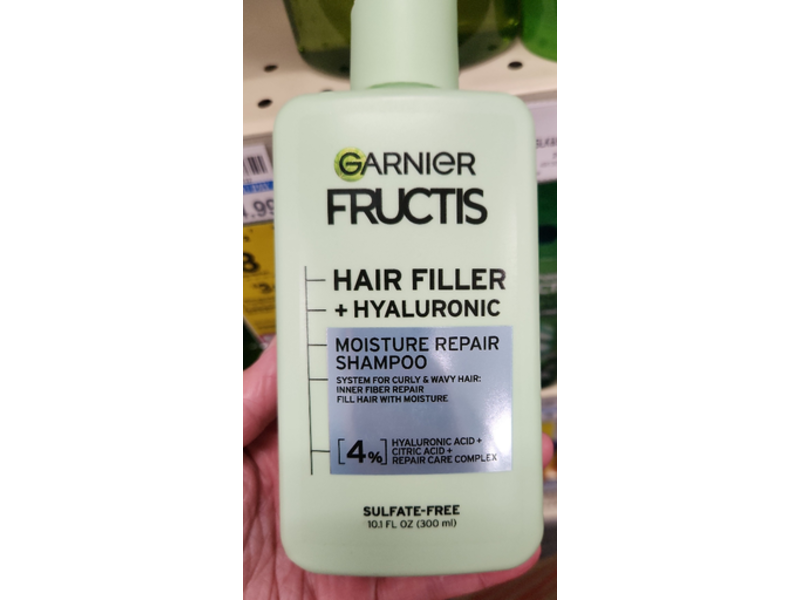 GARNIER
FRUCTIS
HAIR FILLER
+ HYALURONIC
MOISTURE REPAIR
SHAMPOO
SYSTEM FOR CURLY & WAVY HAIR:
INNER FIBER REPAIR
FILL HAIR WITH MOISTURE
[4%]
HYALURONIC ACID +
CITRIC ACID +
REPAIR CARE COMPLEX
SULFATE-FREE
10.1 FL OZ (300 ml)
.99